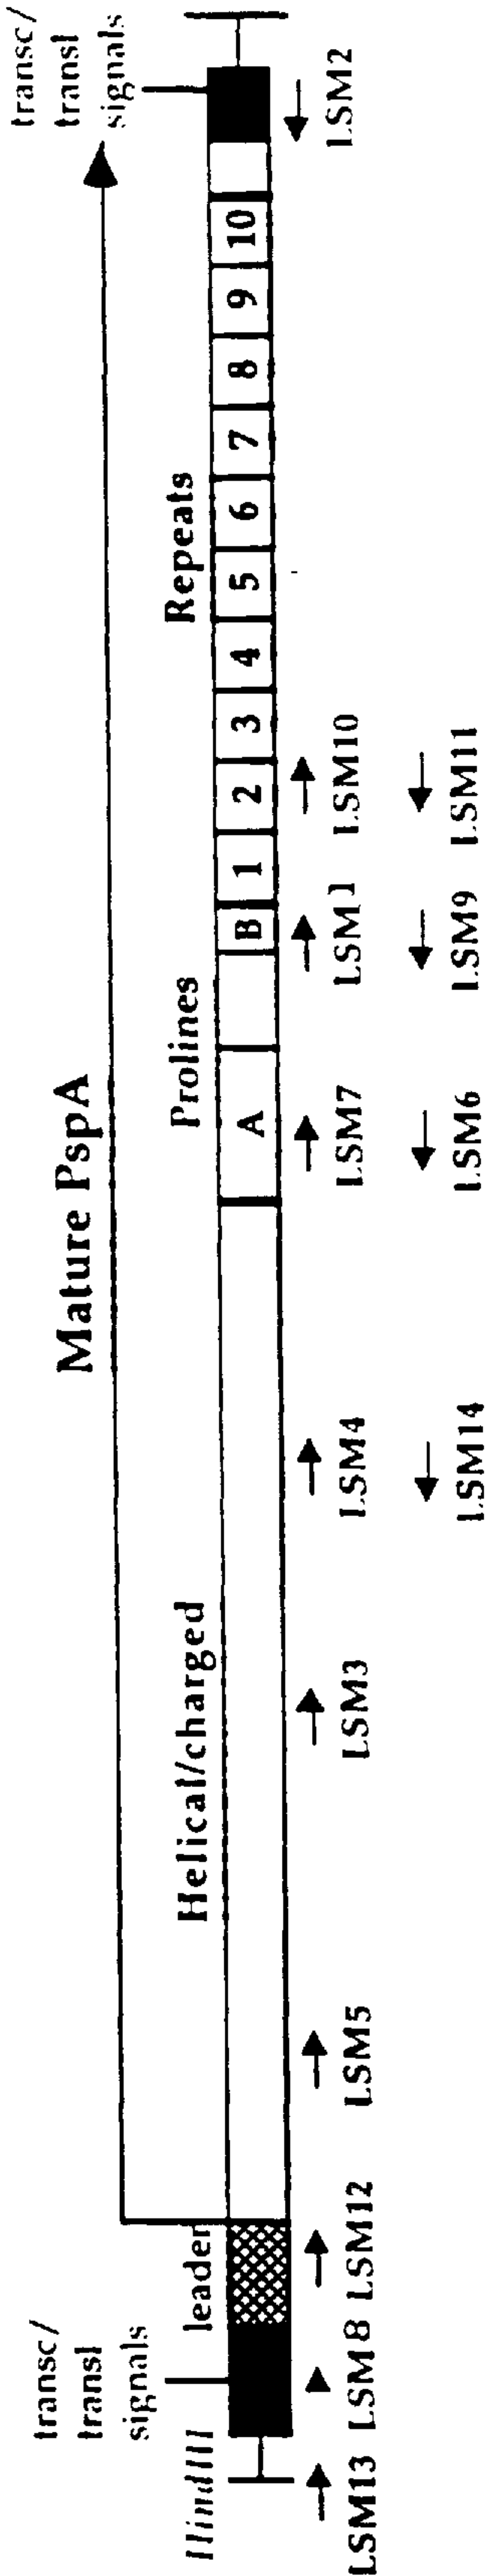 transc/
transl
signals
Mature PspA
transc/
transl
signals
HindIII
leader
Helical/charged
Prolines
Repeats
A
B
1
2
3
4
5
6
7
8
9
10
LSM13
LSM8
LSM12
LSM5
LSM3
LSM4
LSM7
LSM1
LSM10
LSM2
LSM14
LSM6
LSM9
LSM11